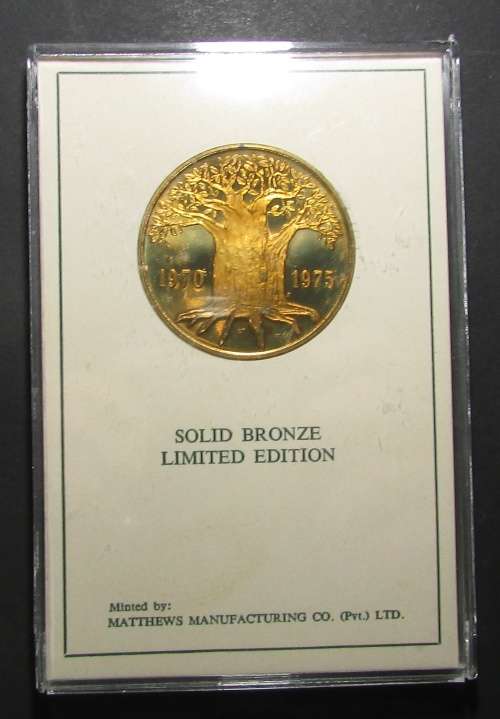 1970 1975
SOLID BRONZE
LIMITED EDITION
Minted by:
MATTHEWS MANUFACTURING CO. (Pvt.) LTD.